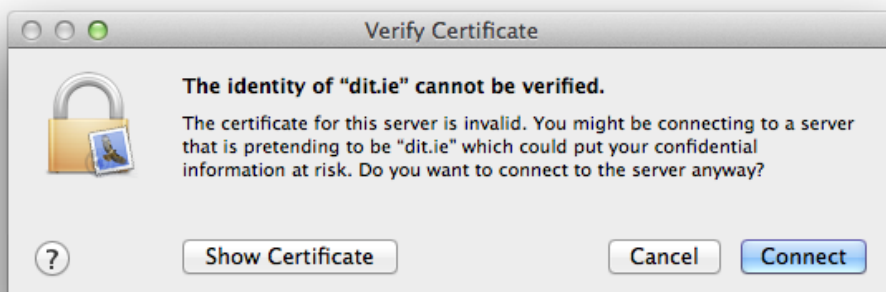 Verify Certificate
The identity of “dit.ie” cannot be verified.
The certificate for this server is invalid. You might be connecting to a server
that is pretending to be “dit.ie” which could put your confidential
information at risk. Do you want to connect to the server anyway?
?
Show Certificate
Cancel
Connect